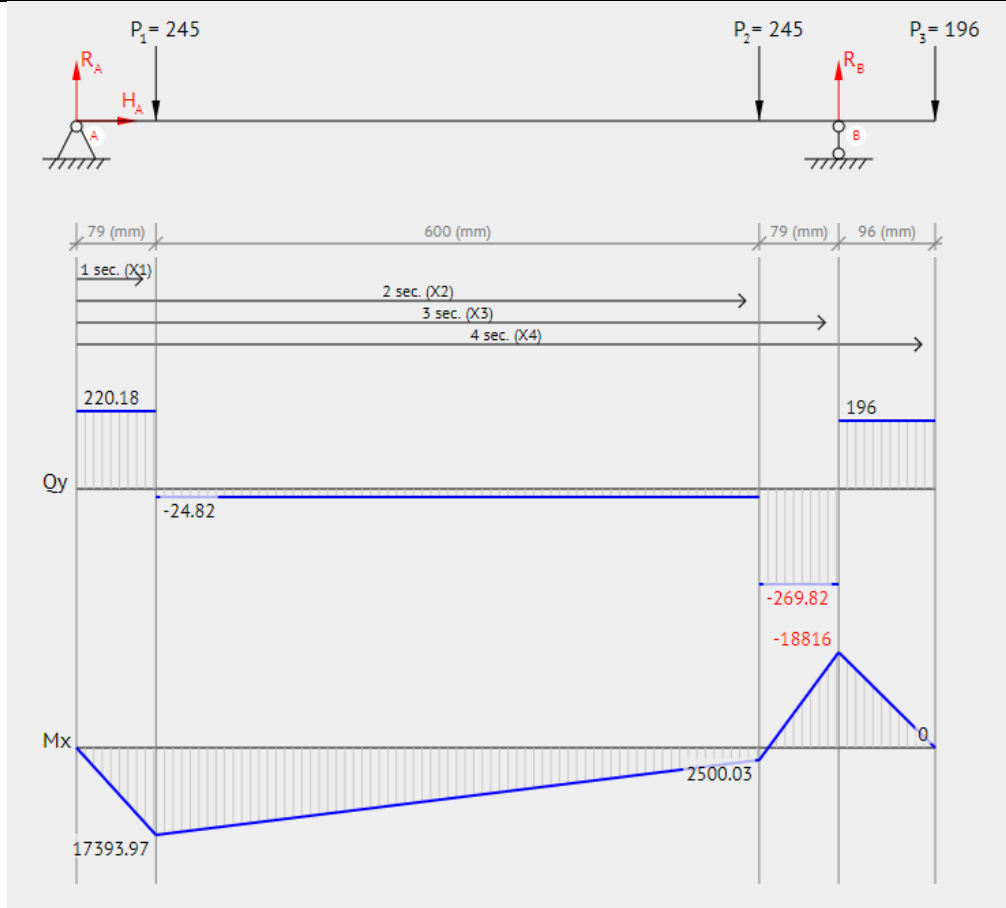 P1= 245
P2= 245
P3= 196
RA
RB
HA
A
B
79 (mm)
600 (mm)
79 (mm)
96 (mm)
1 sec. (X1)
2 sec. (X2)
3 sec. (X3)
4 sec. (X4)
220.18
196
Qy
-24.82
-269.82
-18816
Mx
0
2500.03
17393.97